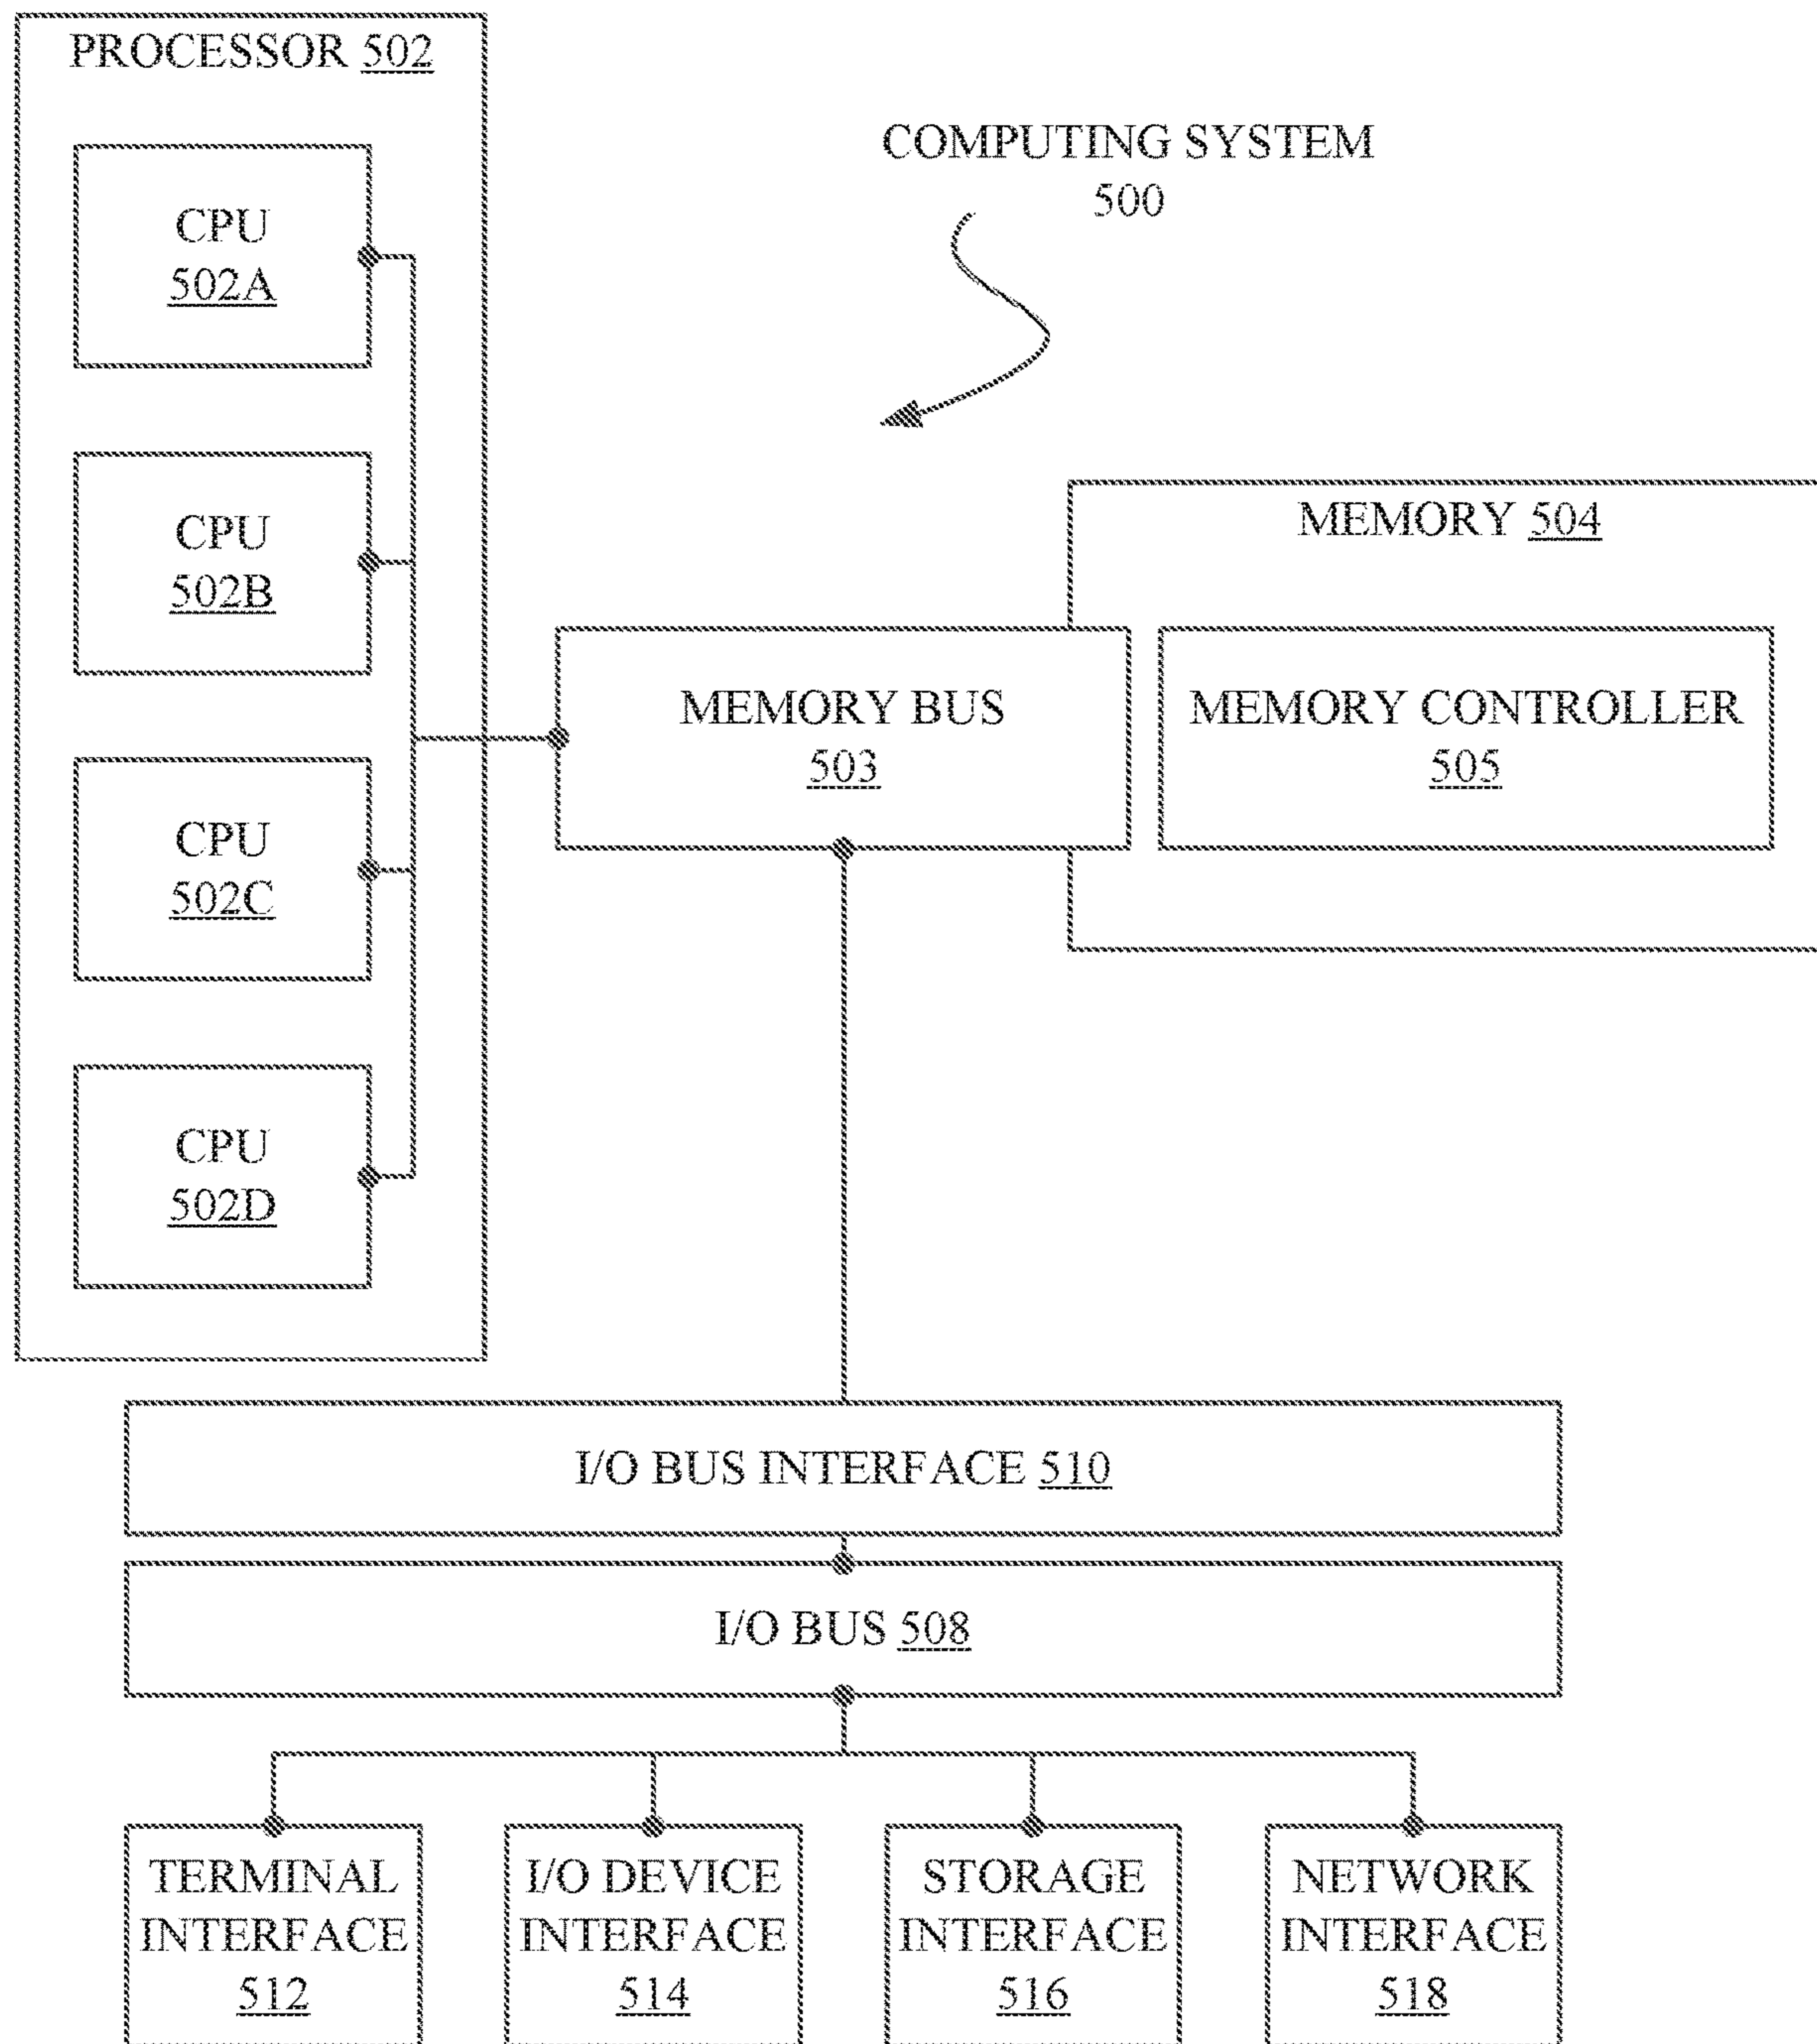 PROCESSOR 502
CPU
502A
CPU
502B
CPU
502C
CPU
502D
COMPUTING SYSTEM
500
MEMORY 504
MEMORY BUS
503
MEMORY CONTROLLER
505
I/O BUS INTERFACE 510
I/O BUS 508
TERMINAL
INTERFACE
512
I/O DEVICE
INTERFACE
514
STORAGE
INTERFACE
516
NETWORK
INTERFACE
518